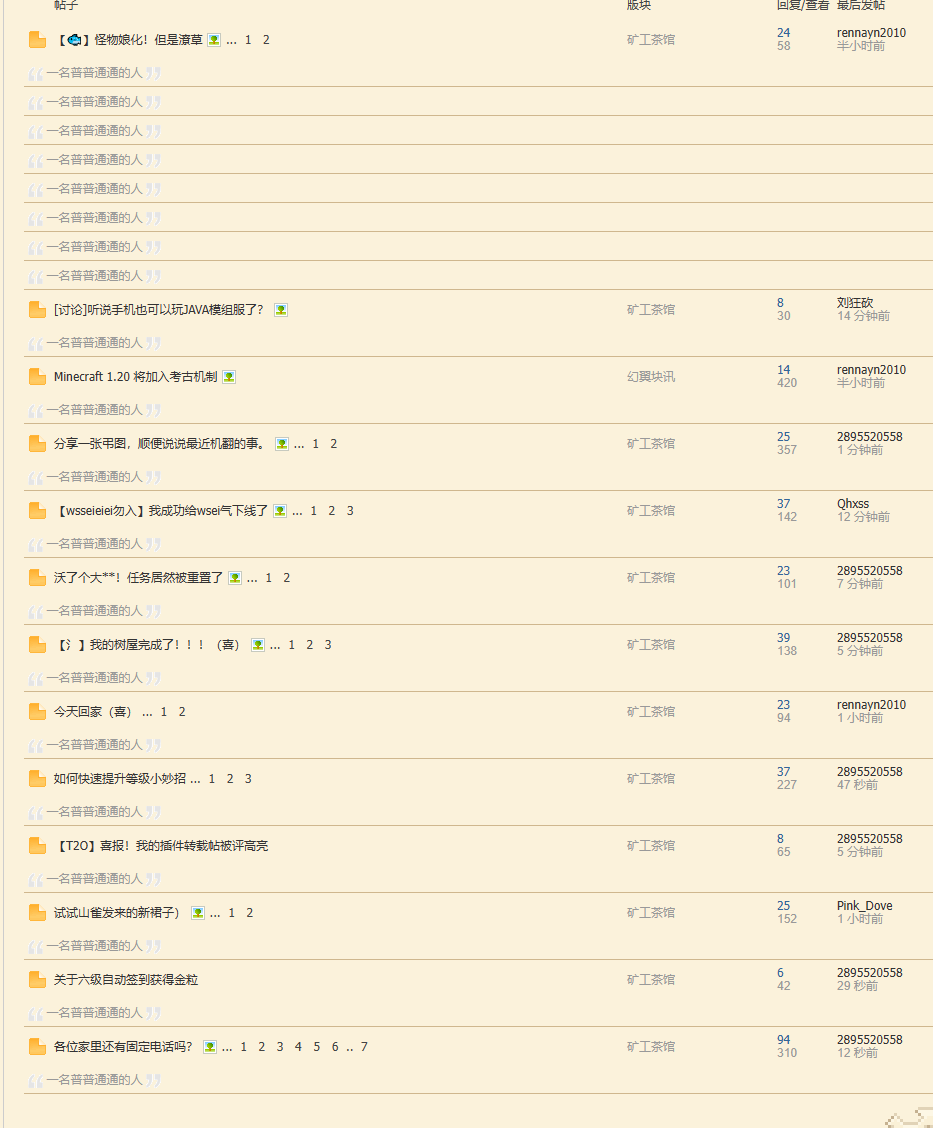 帖子 版块 回复/查看 最后发帖
【🐟】怪物娘化！但是潦草 ... 1 2 矿工茶馆 24 rennayn2010
58 半小时前
一名普普通通的人
一名普普通通的人
一名普普通通的人
一名普普通通的人
一名普普通通的人
一名普普通通的人
一名普普通通的人
一名普普通通的人
[讨论]听说手机也可以玩JAVA模组服了？ 矿工茶馆 8 刘狂砍
30 14 分钟前
一名普普通通的人
Minecraft 1.20 将加入考古机制 幻翼块讯 14 rennayn2010
420 半小时前
一名普普通通的人
分享一张弔图，顺便说说最近机翻的事。 ... 1 2 矿工茶馆 25 2895520558
357 1 分钟前
一名普普通通的人
【wsseieiei勿入】我成功给wsei气下线了 ... 1 2 3 矿工茶馆 37 Qhxss
142 12 分钟前
一名普普通通的人
沃了个大**！任务居然被重置了 ... 1 2 矿工茶馆 23 2895520558
101 7 分钟前
一名普普通通的人
【氵】我的树屋完成了！！！（喜） ... 1 2 3 矿工茶馆 39 2895520558
138 5 分钟前
一名普普通通的人
今天回家（喜） ... 1 2 矿工茶馆 23 rennayn2010
94 1 小时前
一名普普通通的人
如何快速提升等级小妙招 ... 1 2 3 矿工茶馆 37 2895520558
227 47 秒前
一名普普通通的人
【T2O】喜报！我的插件转载帖被评高亮 矿工茶馆 8 2895520558
65 5 分钟前
一名普普通通的人
试试山雀发来的新裙子） ... 1 2 矿工茶馆 25 Pink_Dove
152 1 小时前
一名普普通通的人
关于六级自动签到获得金粒 矿工茶馆 6 2895520558
42 29 秒前
一名普普通通的人
各位家里还有固定电话吗？ ... 1 2 3 4 5 6 .. 7 矿工茶馆 94 2895520558
310 12 秒前
一名普普通通的人